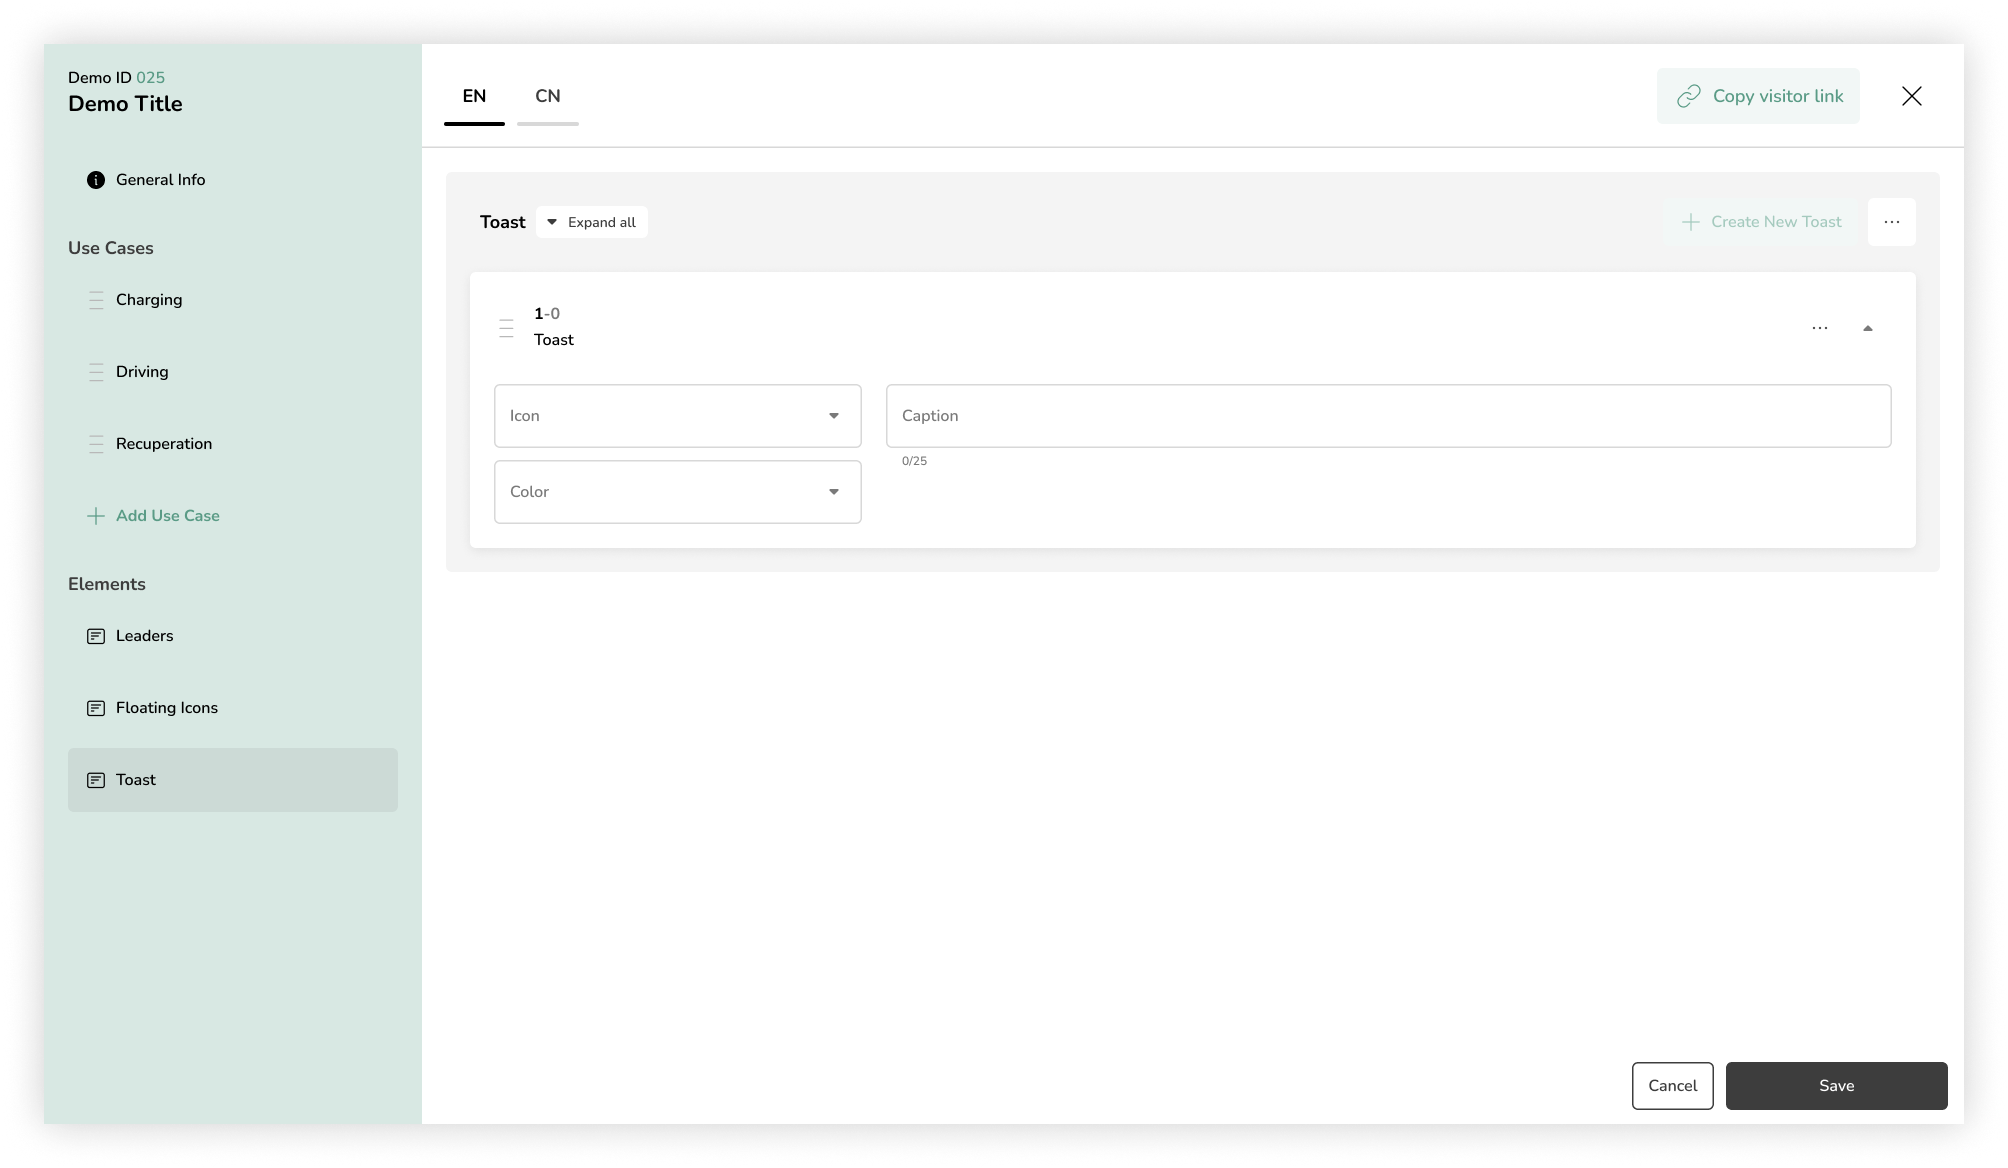 Demo ID 025
Demo Title
General Info
Use Cases
Charging
Driving
Recuperation
Add Use Case
Elements
Leaders
Floating Icons
Toast
EN
CN
Copy visitor link
Toast
Expand all
Create New Toast
...
1-0
Toast
...
Icon
Caption
0/25
Color
Cancel
Save